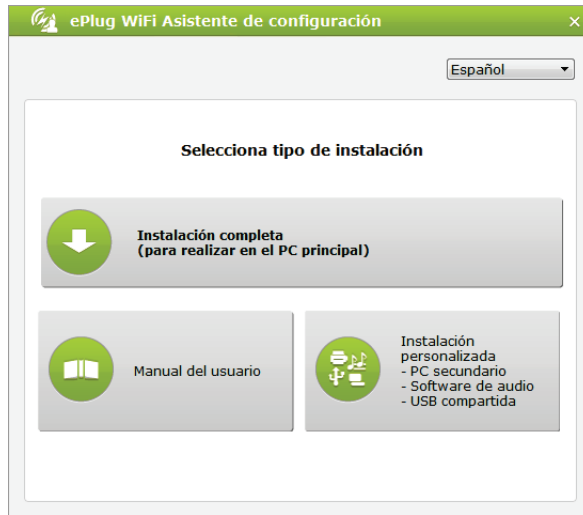 ePlug WiFi Asistente de configuración
Español
Selecciona tipo de instalación
Instalación completa
(para realizar en el PC principal)
Manual del usuario
Instalación
personalizada
- PC secundario
- Software de audio
- USB compartida